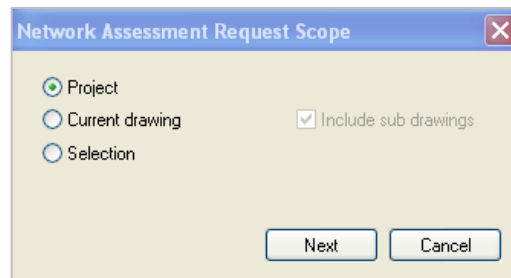 Network Assessment Request Scope
Project
Current drawing
Include sub drawings
Selection
Next
Cancel